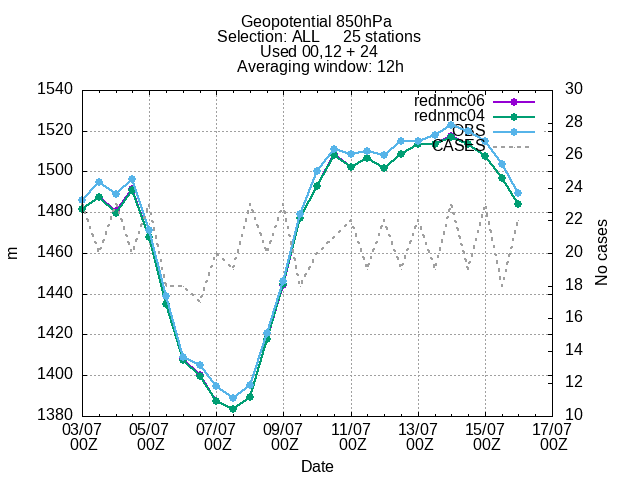 Geopotential 850hPa
Selection: ALL 25 stations
Used 00,12 + 24
Averaging window: 12h
1540 30
rednmc06
rednmc04
OBS
CASES
1520 28
1500 26
1480 24
1460 22
1440 20
1420 18
1400 16
1380 14
12
10
m
No cases
03/07 05/07 07/07 09/07 11/07 13/07 15/07 17/07
00Z 00Z 00Z 00Z 00Z 00Z 00Z 00Z
Date